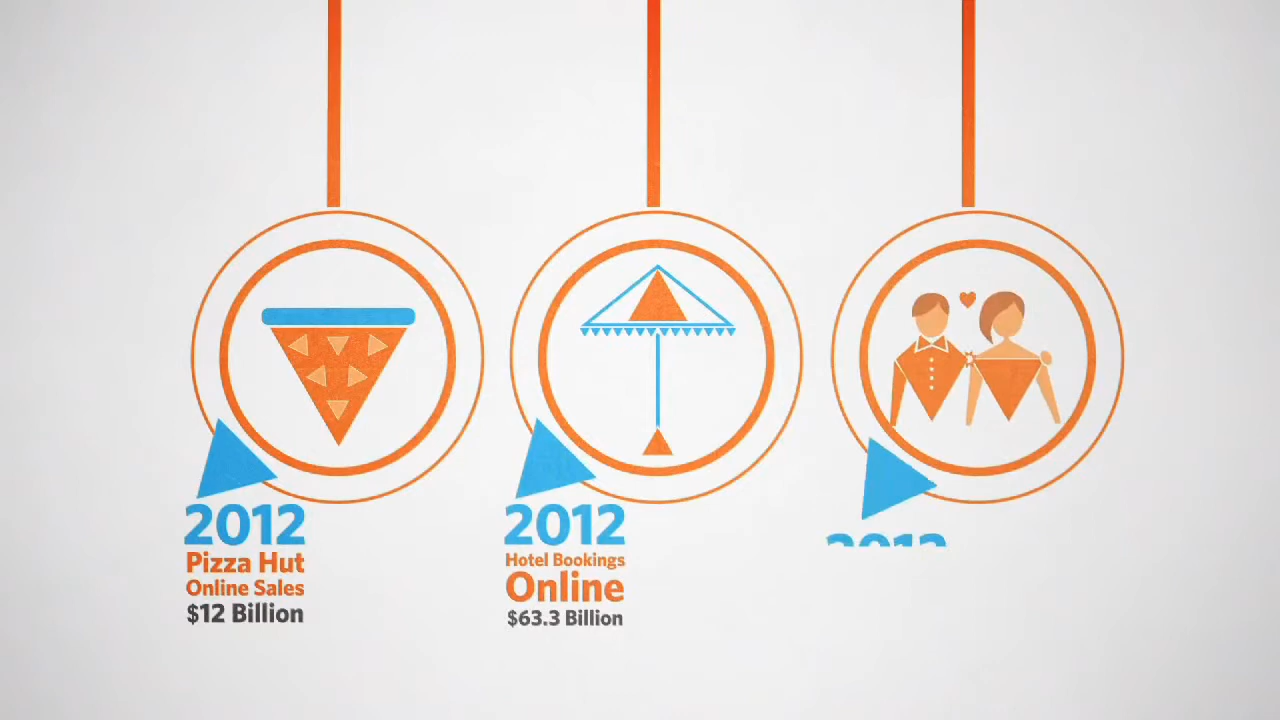 2012
Pizza Hut
Online Sales
$12 Billion
2012
Hotel Bookings
Online
$63.3 Billion